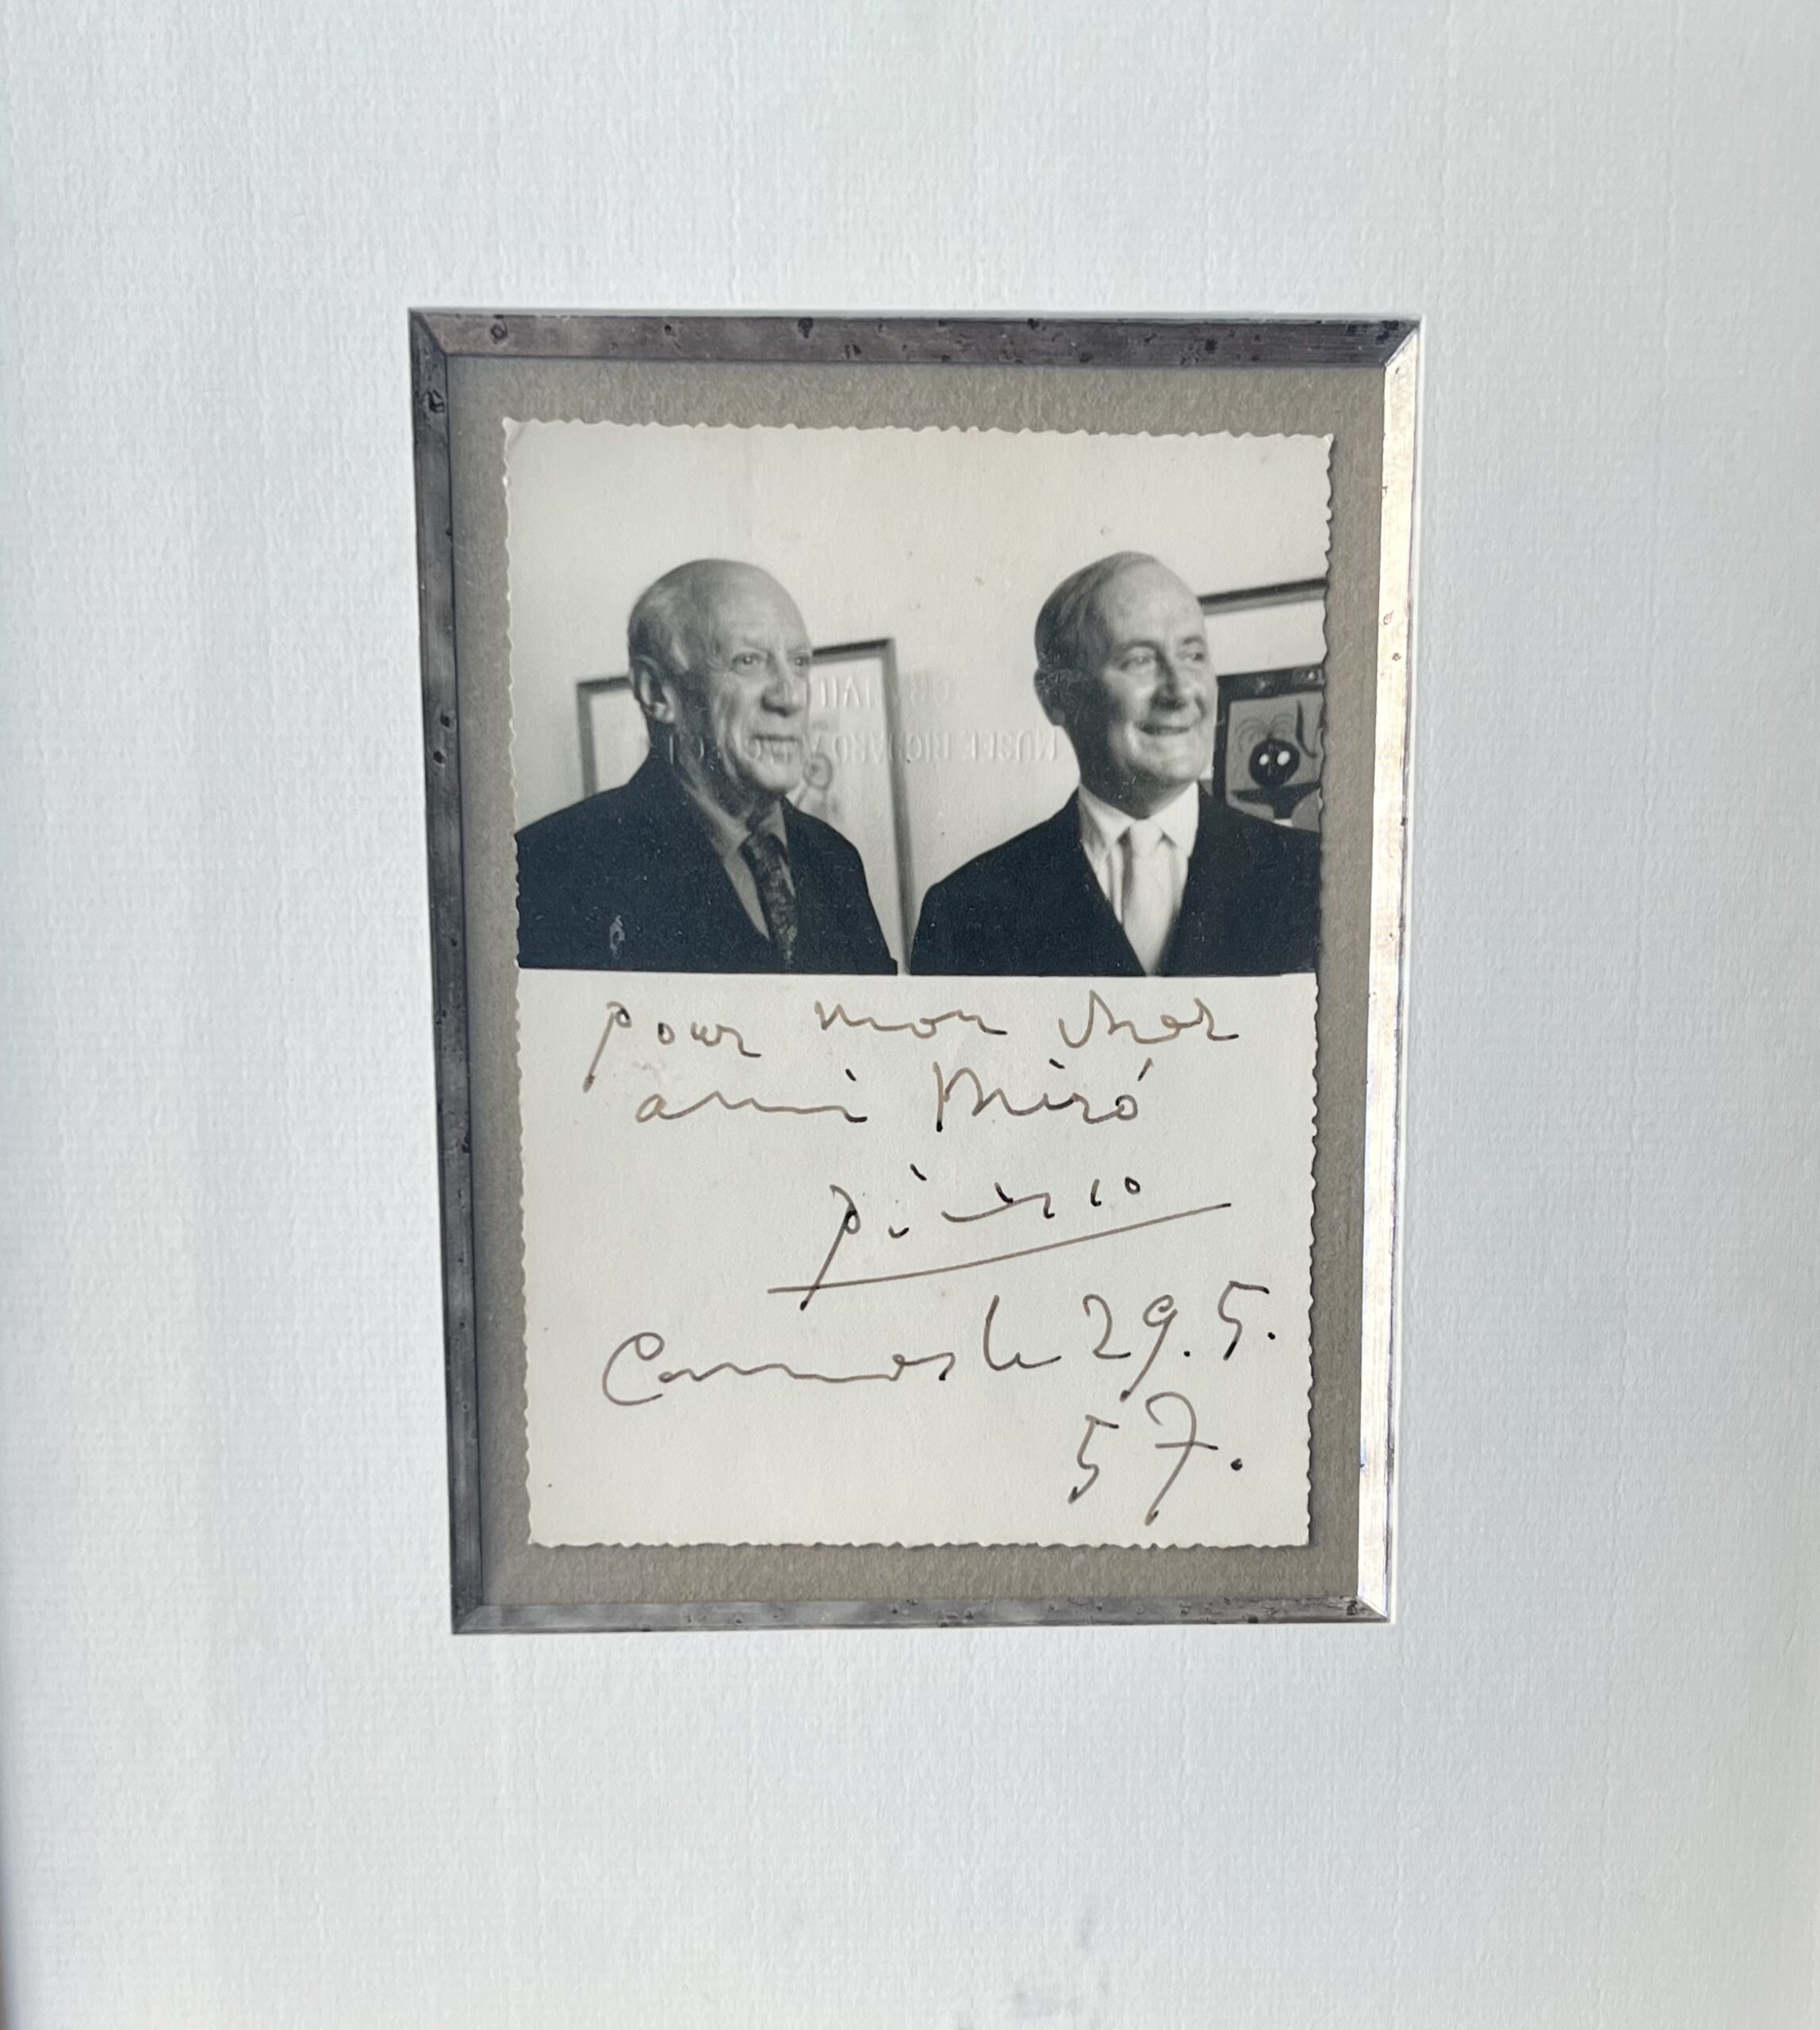 pour mon cher
ami Miró
Picasso
Cannes le 29.5.
57.